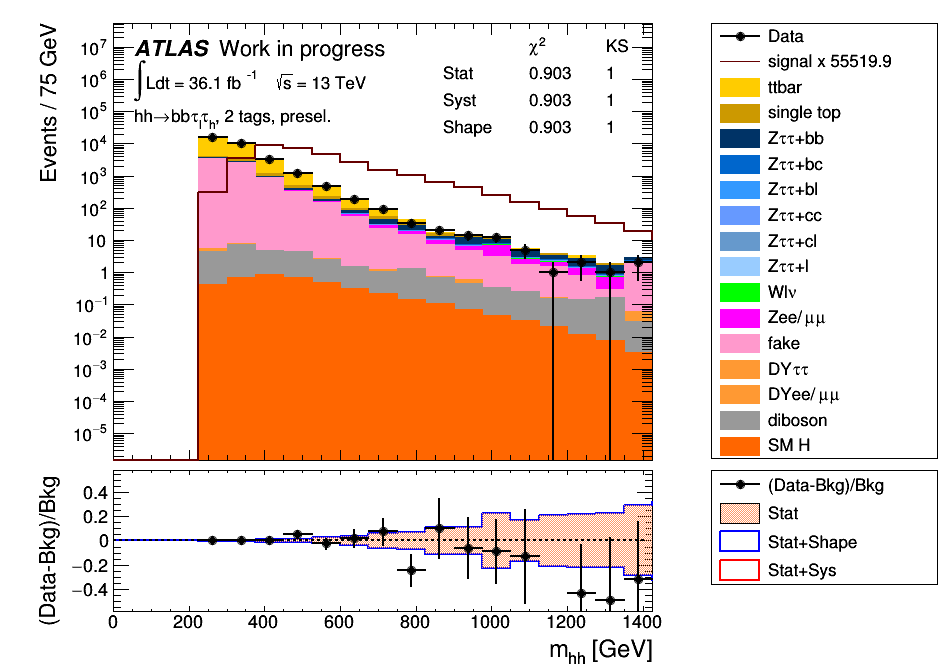 Events / 75 GeV
10⁷
10⁶
10⁵
10⁴
10³
10²
10
1
10⁻¹
10⁻²
10⁻³
10⁻⁴
10⁻⁵
ATLAS Work in progress
∫Ldt = 36.1 fb⁻¹ √s = 13 TeV
hh→bbτₗτₕ, 2 tags, presel.
χ² KS
Stat 0.903 1
Syst 0.903 1
Shape 0.903 1
Data
signal x 55519.9
ttbar
single top
Zττ+bb
Zττ+bc
Zττ+bl
Zττ+cc
Zττ+cl
Zττ+l
Wlν
Zee/μμ
fake
DYττ
DYee/μμ
diboson
SM H
(Data-Bkg)/Bkg
0.4
0.2
0
−0.2
−0.4
0 200 400 600 800 1000 1200 1400
m_hh [GeV]
(Data-Bkg)/Bkg
Stat
Stat+Shape
Stat+Sys